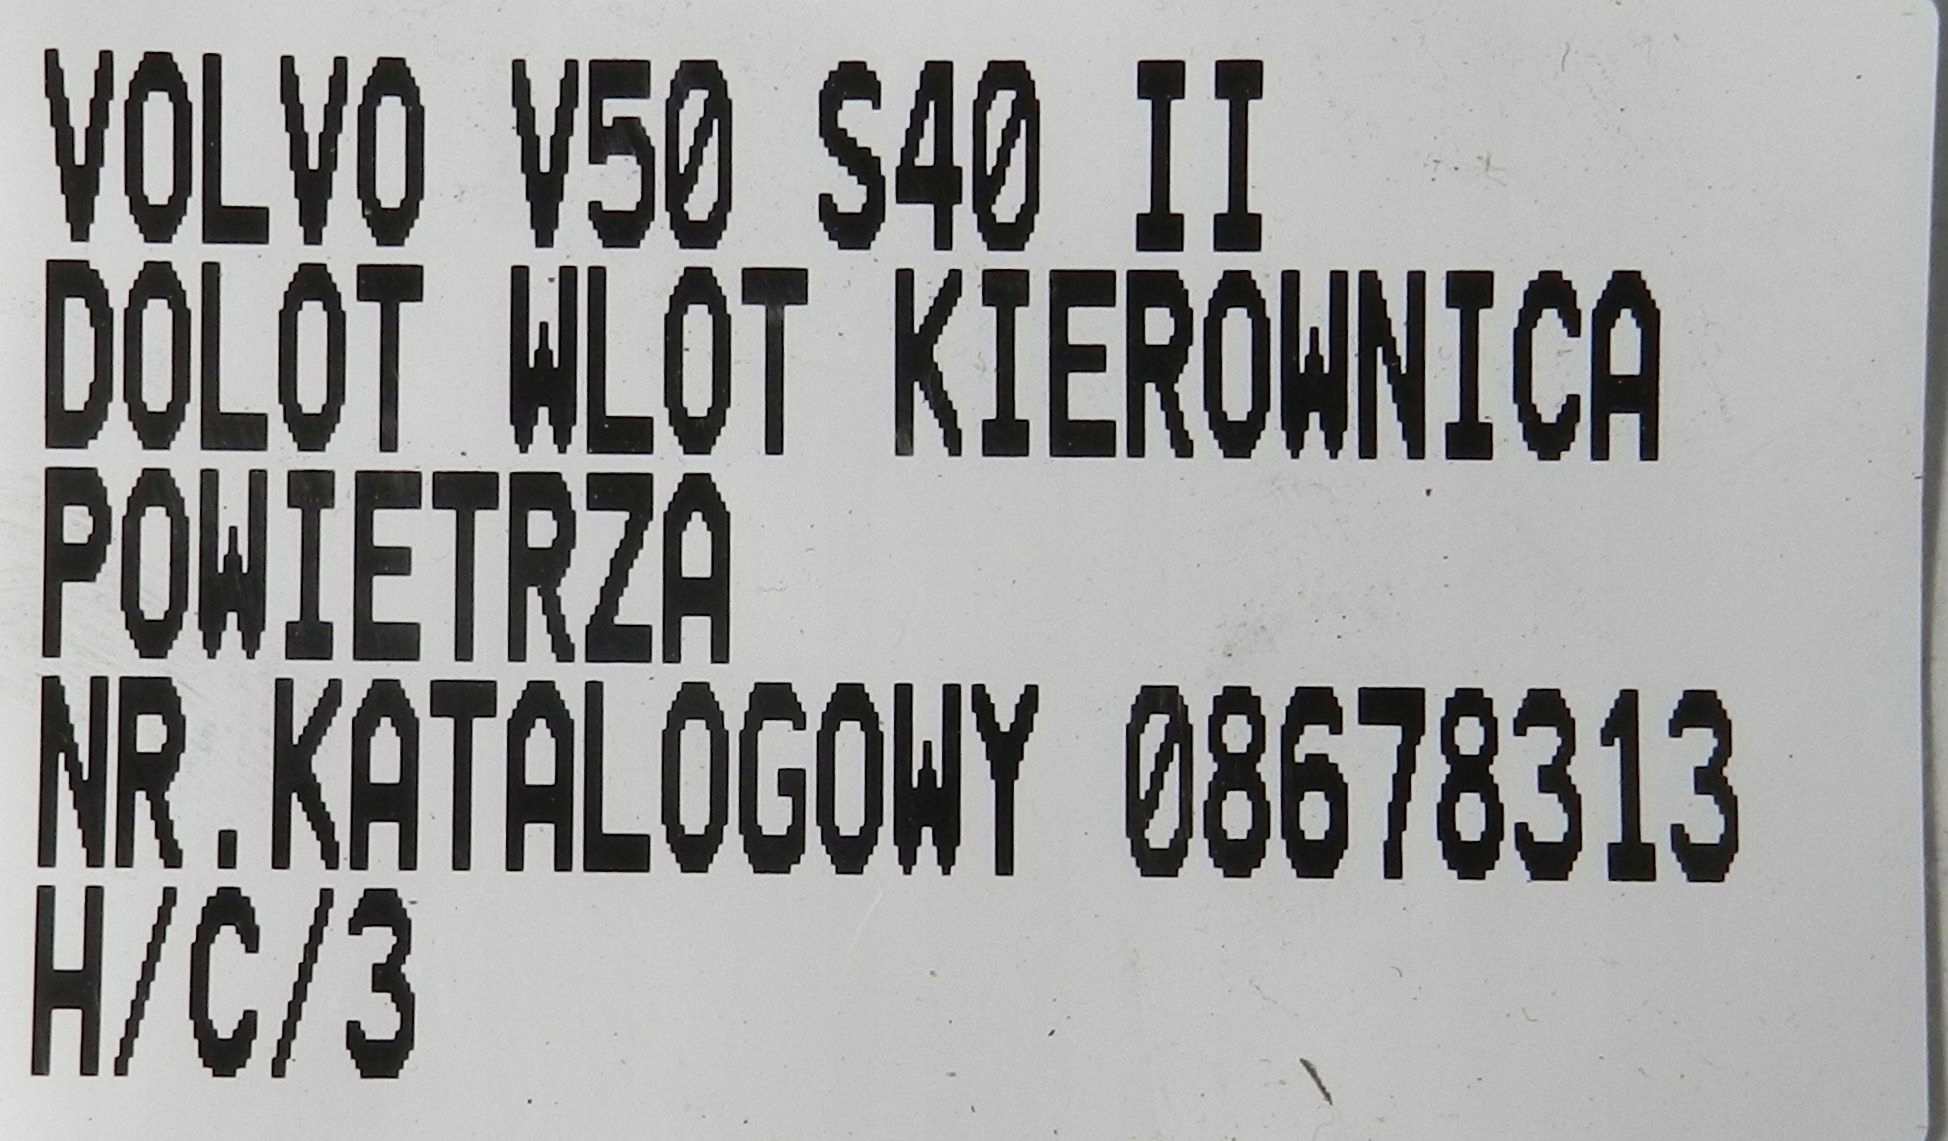 VOLVO V50 S40 II
DOLOT WLOT KIEROWNICA
POWIETRZA
NR.KATALOGOWY 08678313
H/C/3